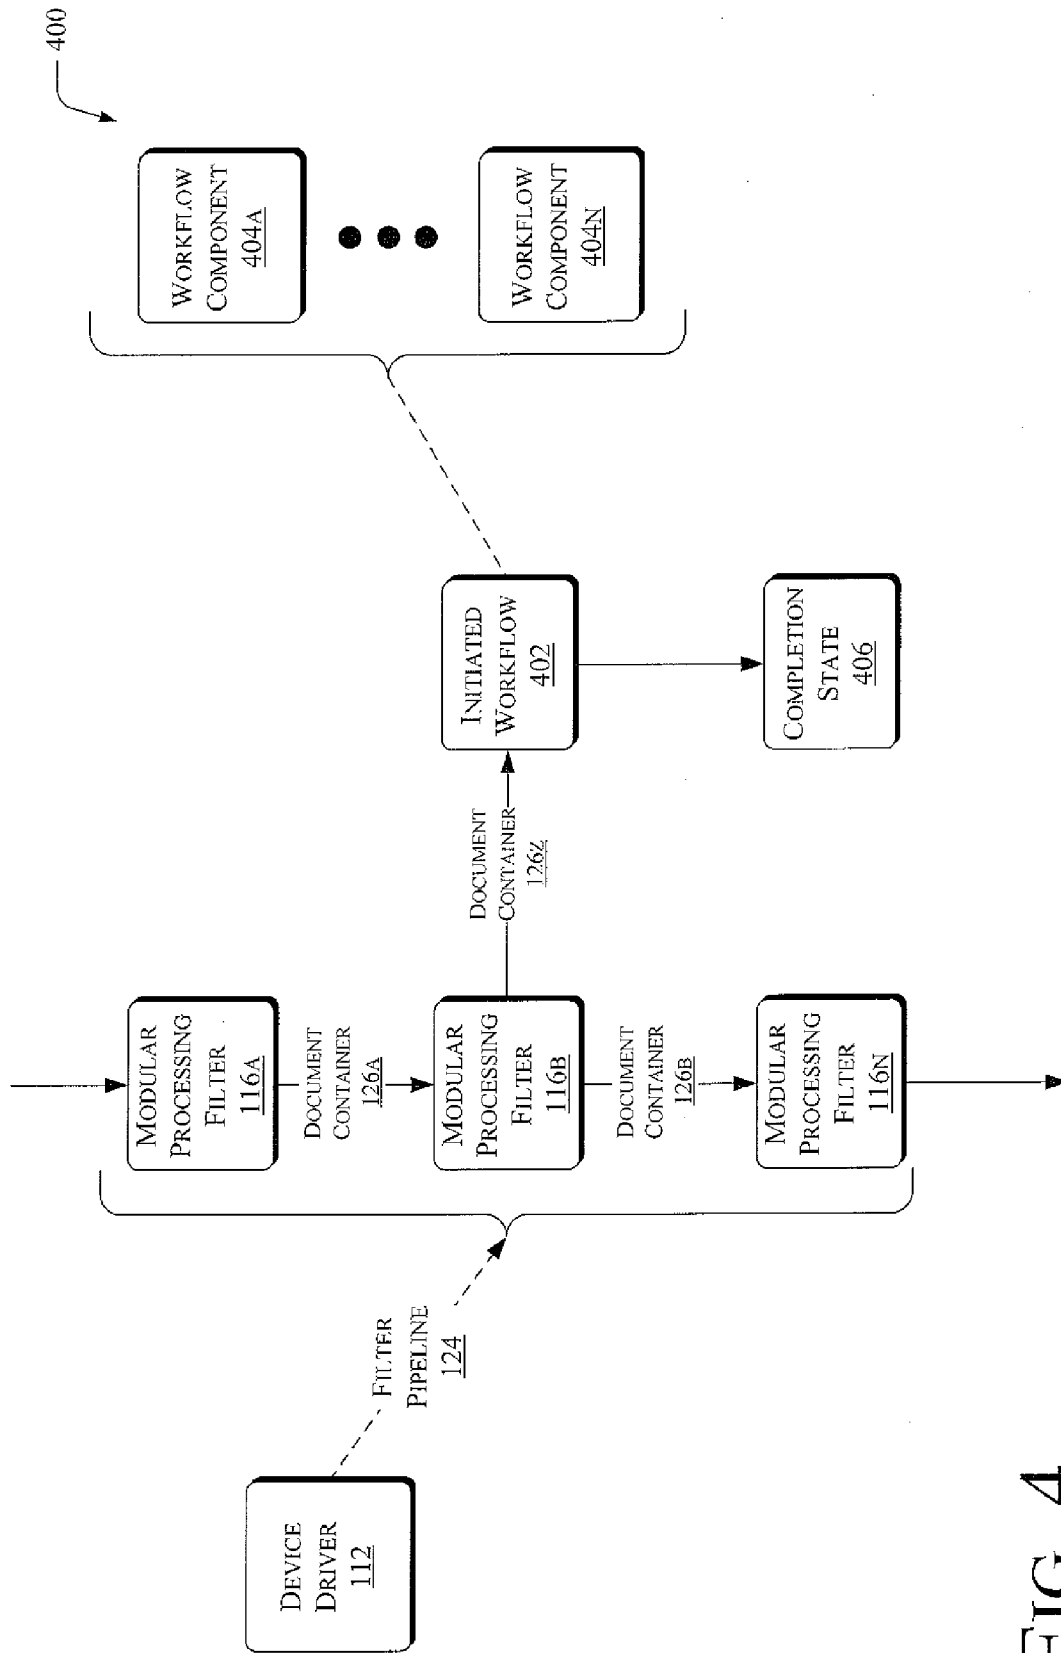 400
DEVICE
DRIVER
112
FILTER
PIPELINE
124
MODULAR
PROCESSING
FILTER
116A
DOCUMENT
CONTAINER
126A
MODULAR
PROCESSING
FILTER
116B
DOCUMENT
CONTAINER
126B
MODULAR
PROCESSING
FILTER
116N
DOCUMENT
CONTAINER
126Z
INITIATED
WORKFLOW
402
COMPLETION
STATE
406
WORKFLOW
COMPONENT
404A
WORKFLOW
COMPONENT
404N
FIG. 4